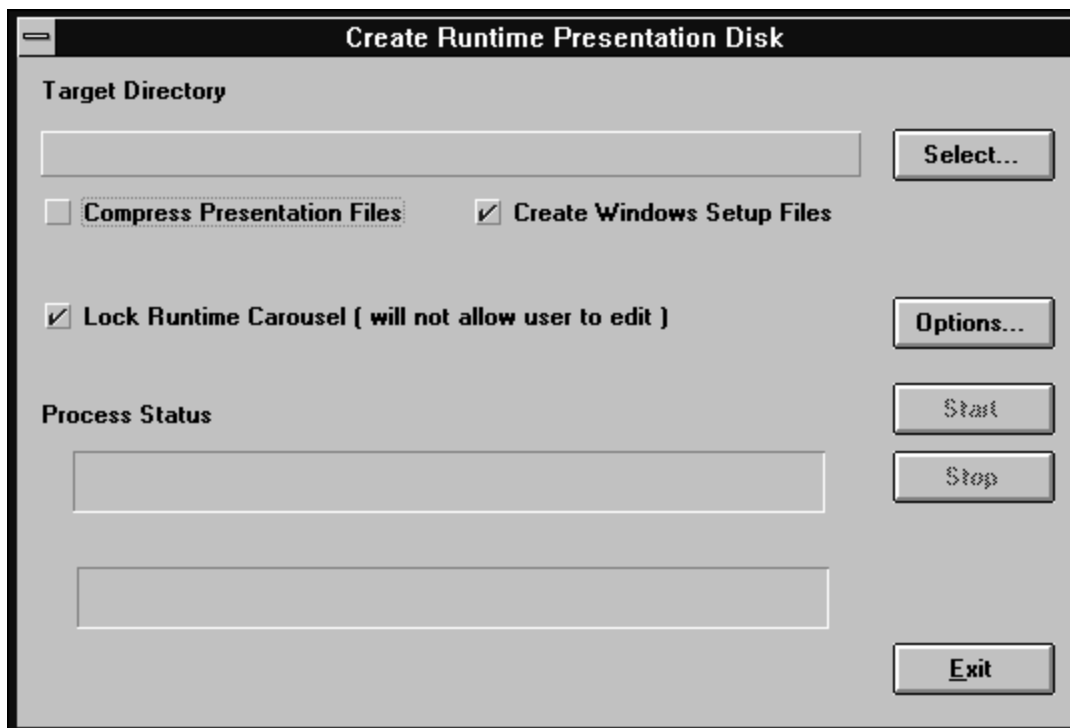 Create Runtime Presentation Disk
Target Directory
Select...
Compress Presentation Files
Create Windows Setup Files
Lock Runtime Carousel ( will not allow user to edit )
Options...
Start
Process Status
Stop
Exit